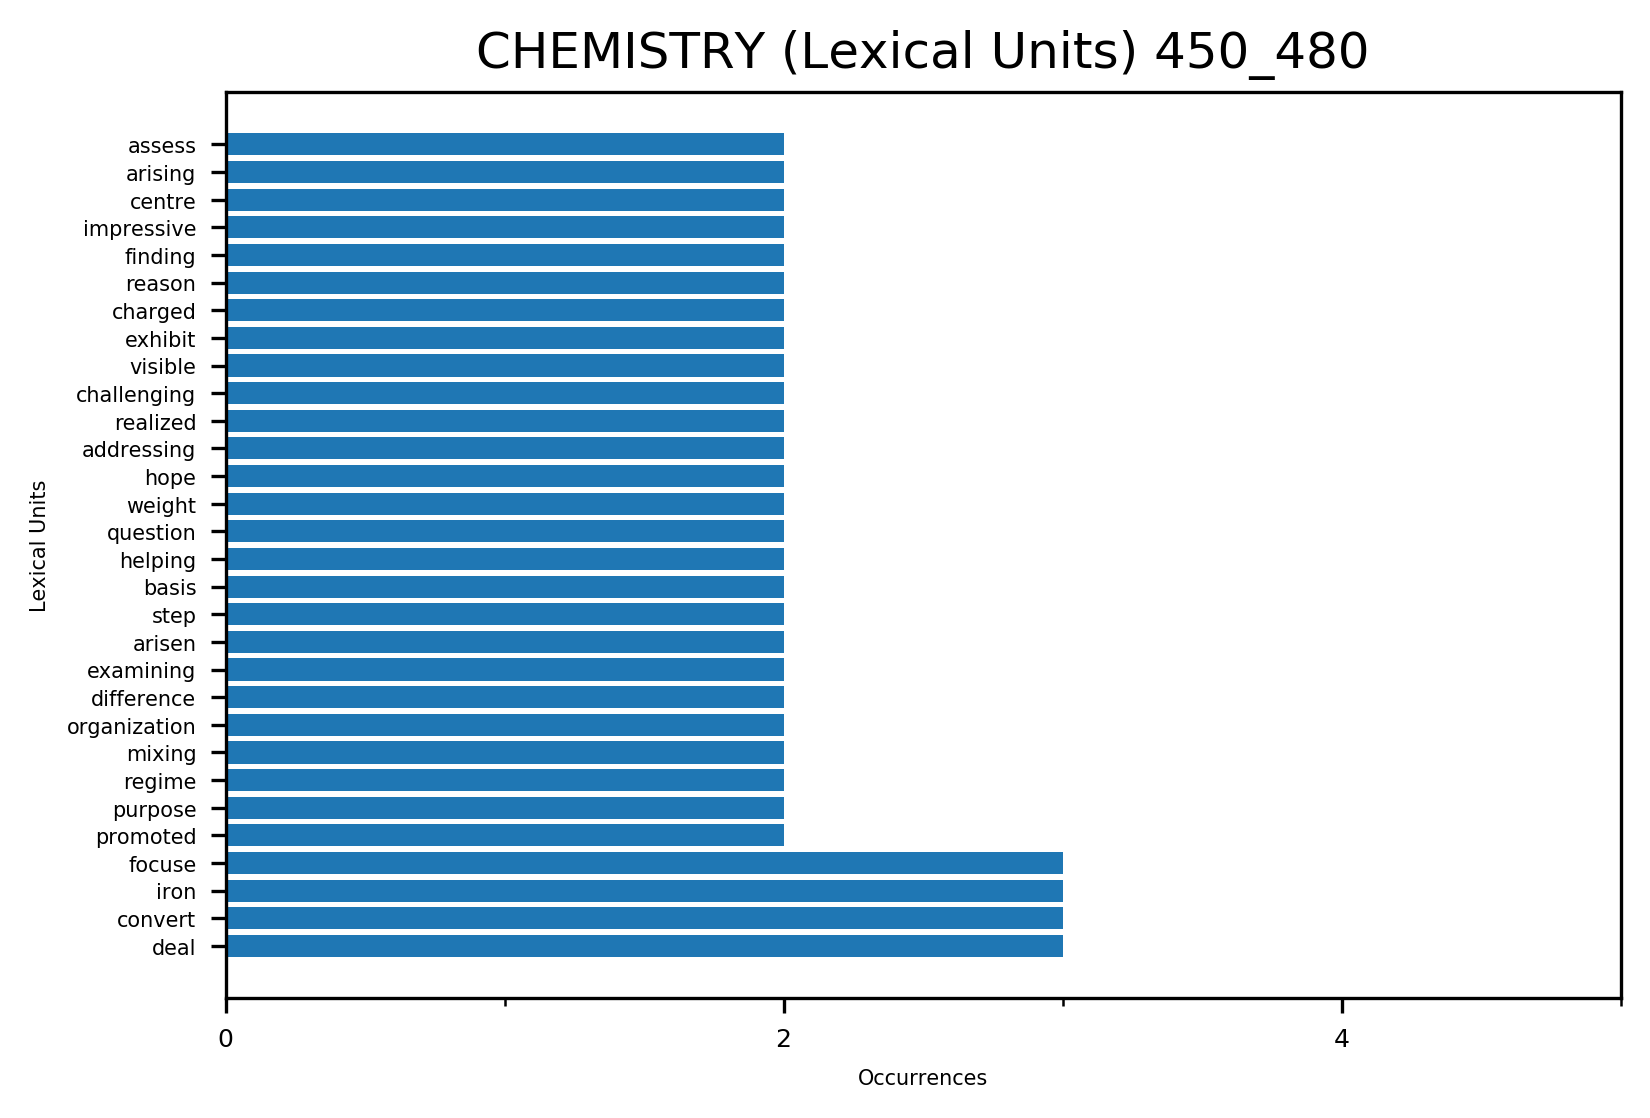 CHEMISTRY (Lexical Units) 450_480
assess
arising
centre
impressive
finding
reason
charged
exhibit
visible
challenging
realized
addressing
hope
weight
question
helping
basis
step
arisen
examining
difference
organization
mixing
regime
purpose
promoted
focuse
iron
convert
deal
Lexical Units
0 2 4
Occurrences